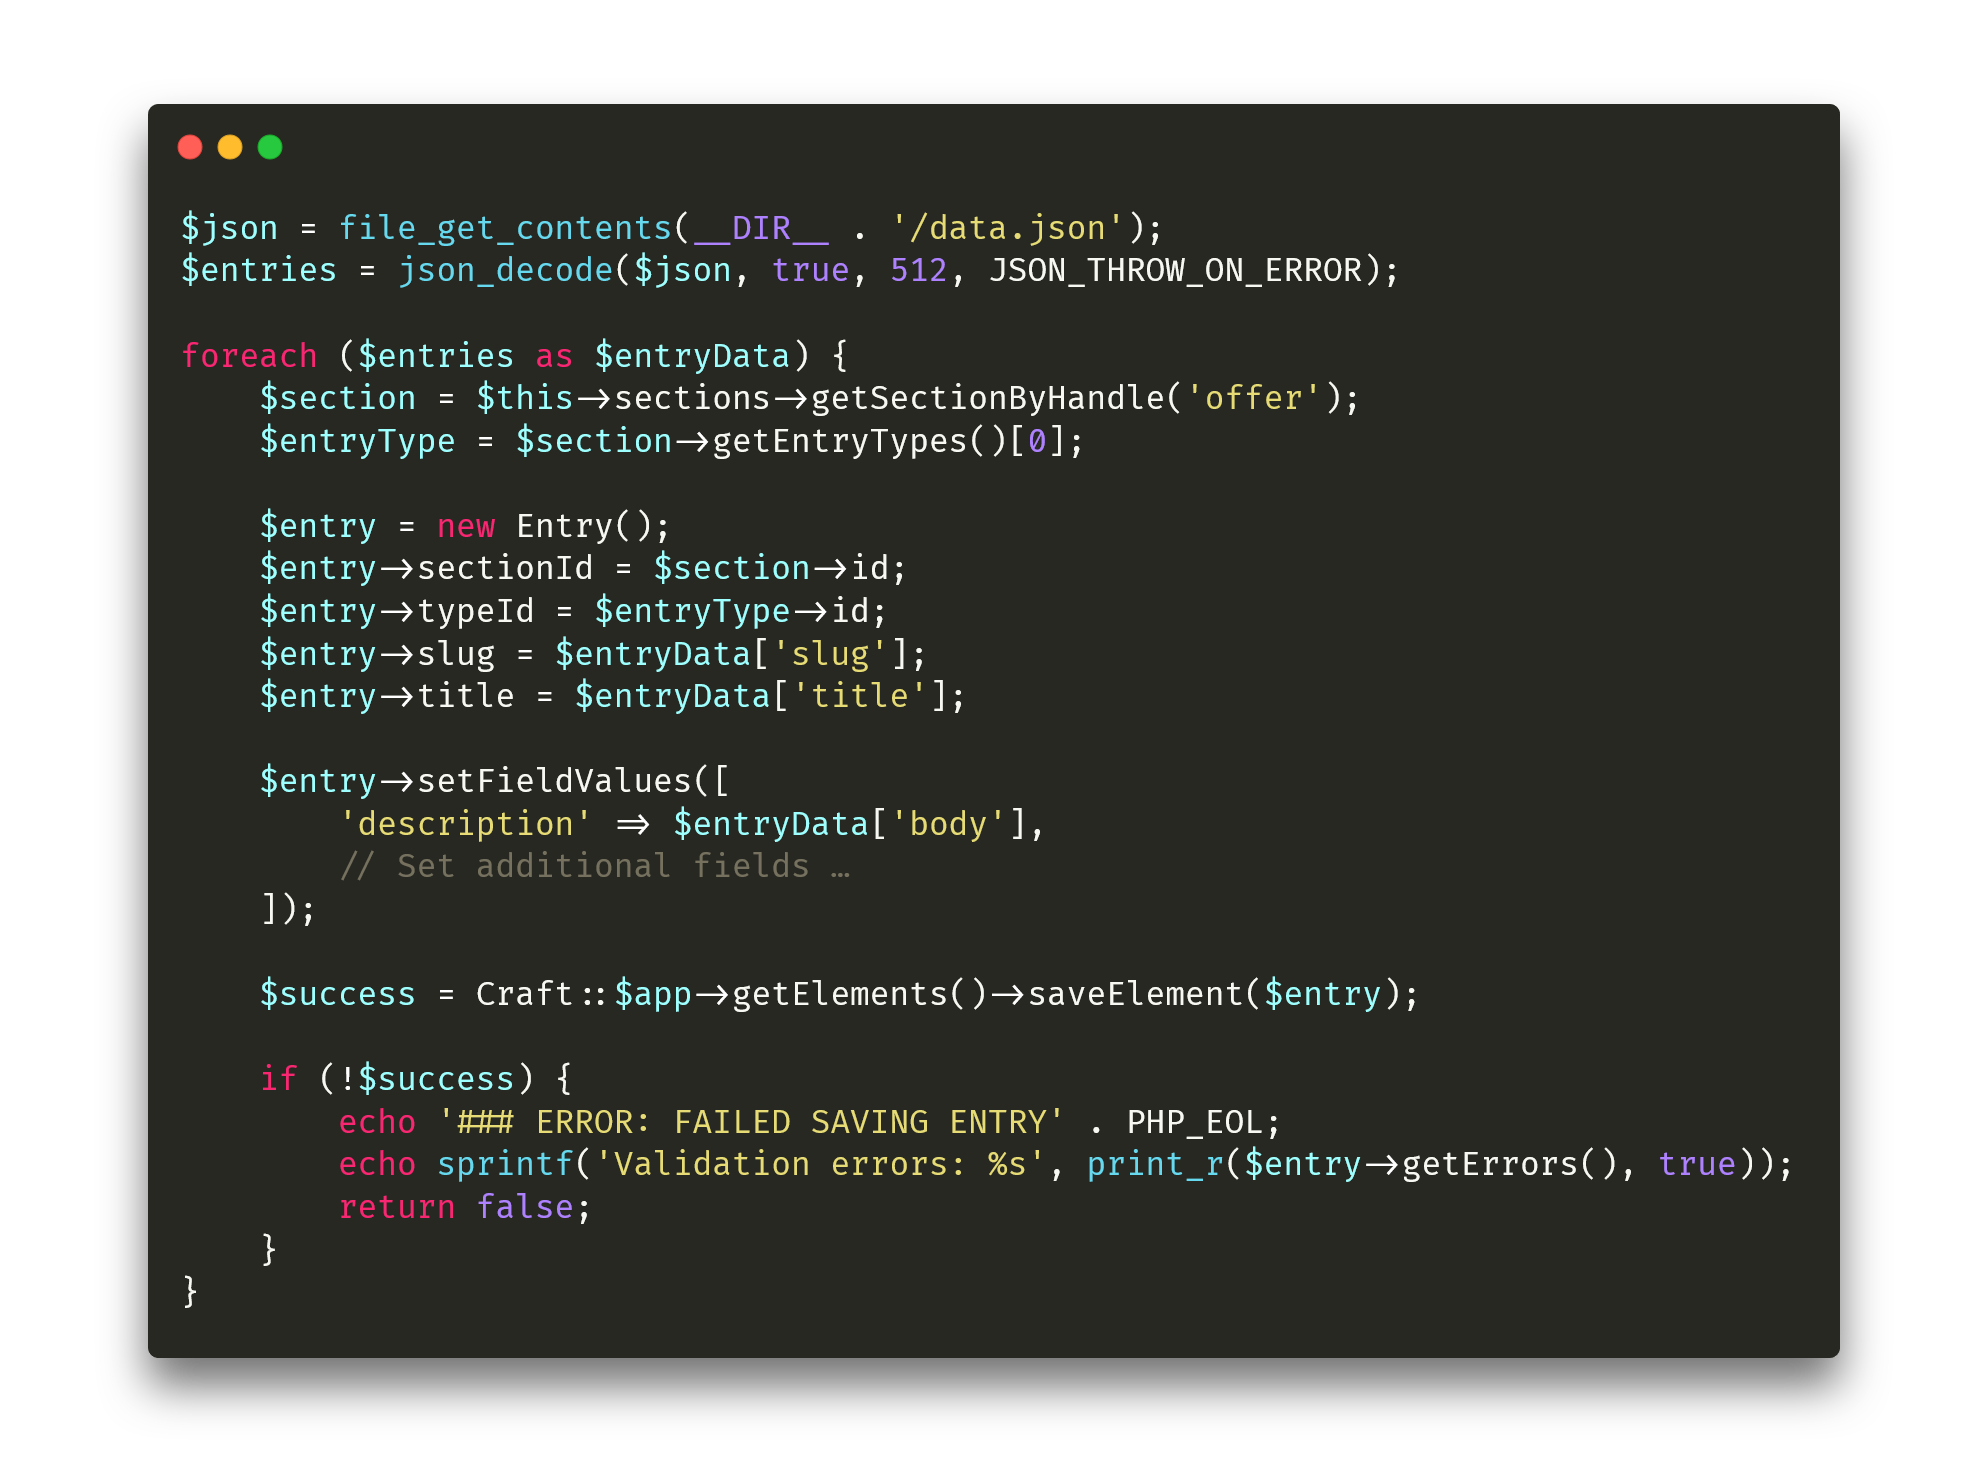 $json = file_get_contents(__DIR__ . '/data.json');
$entries = json_decode($json, true, 512, JSON_THROW_ON_ERROR);

foreach ($entries as $entryData) {
    $section = $this->sections->getSectionByHandle('offer');
    $entryType = $section->getEntryTypes()[0];

    $entry = new Entry();
    $entry->sectionId = $section->id;
    $entry->typeId = $entryType->id;
    $entry->slug = $entryData['slug'];
    $entry->title = $entryData['title'];

    $entry->setFieldValues([
        'description' => $entryData['body'],
        // Set additional fields …
    ]);

    $success = Craft::$app->getElements()->saveElement($entry);

    if (!$success) {
        echo '### ERROR: FAILED SAVING ENTRY' . PHP_EOL;
        echo sprintf('Validation errors: %s', print_r($entry->getErrors(), true));
        return false;
    }
}